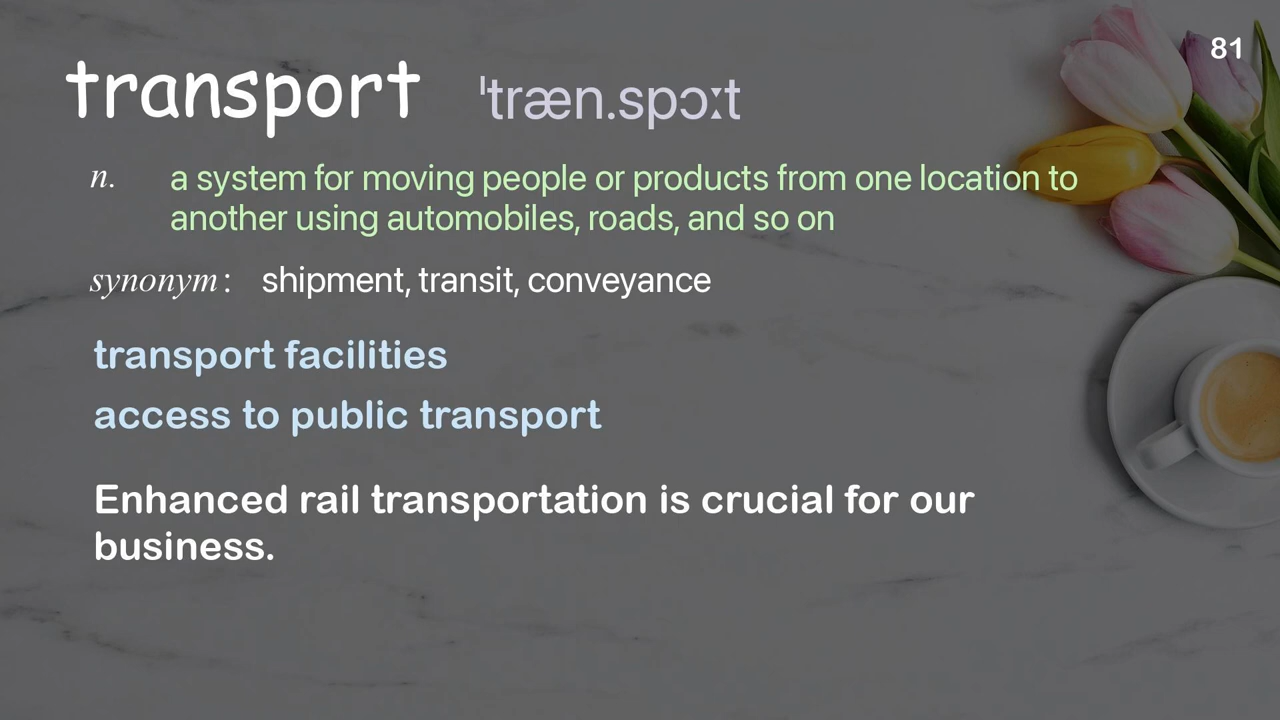 81
transport ˈtræn.spɔːt
n. a system for moving people or products from one location to
another using automobiles, roads, and so on
synonym: shipment, transit, conveyance
transport facilities
access to public transport
Enhanced rail transportation is crucial for our
business.